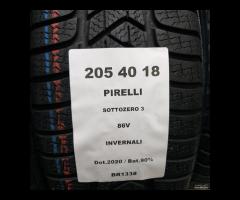 205 40 18
PIRELLI
SOTTOZERO 3
86V
INVERNALI
Dot.2020 / Bat.90%
BR1338